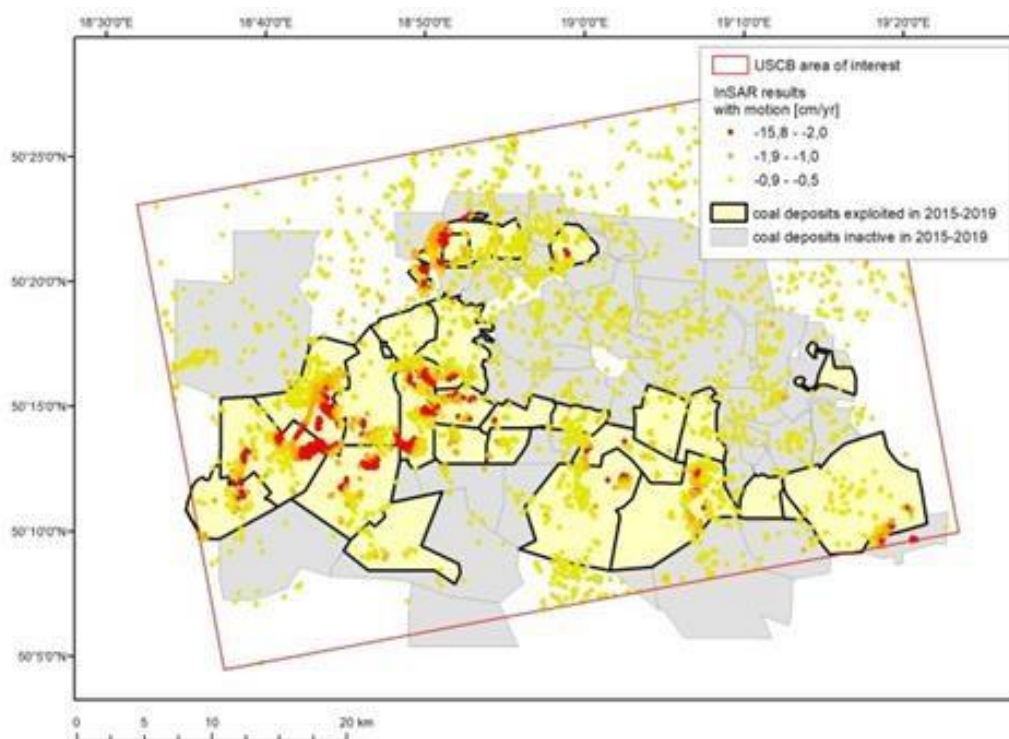 18°30'0"E 18°40'0"E 18°50'0"E 19°0'0"E 19°10'0"E 19°20'0"E
USCB area of interest
InSAR results
with motion [cm/yr]
-15,8 - -2,0
-1,9 - -1,0
-0,9 - -0,5
coal deposits exploited in 2015-2019
coal deposits inactive in 2015-2019
50°25'0"N
50°20'0"N
50°15'0"N
50°10'0"N
50°5'0"N
0 5 10 20 km